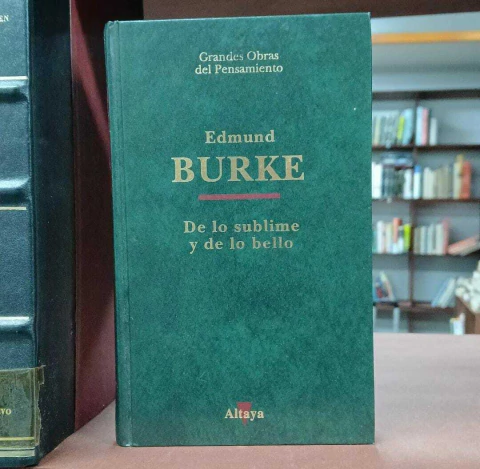 Grandes Obras
del Pensamiento
Edmund
BURKE
De lo sublime
y de lo bello
Altaya